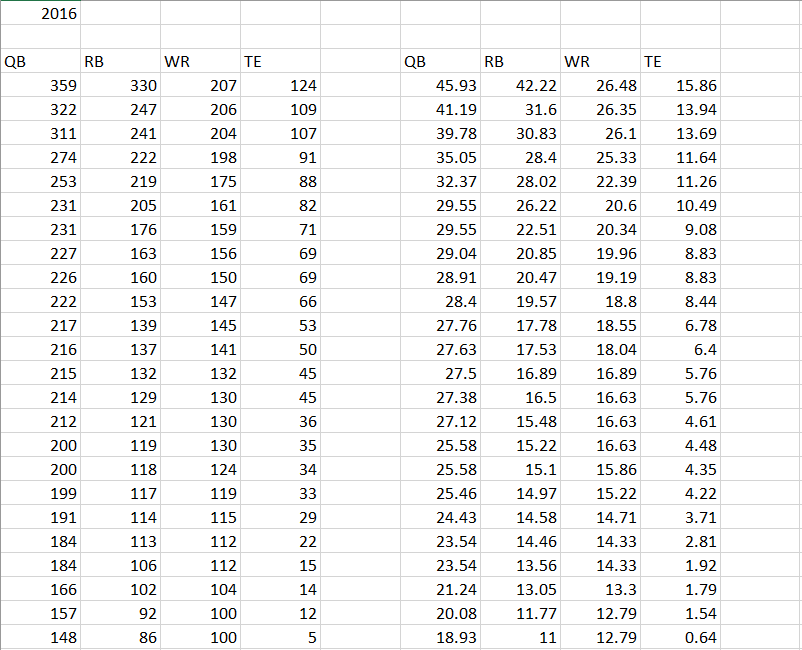 2016
QB RB WR TE QB RB WR TE
359 330 207 124 45.93 42.22 26.48 15.86
322 247 206 109 41.19 31.6 26.35 13.94
311 241 204 107 39.78 30.83 26.1 13.69
274 222 198 91 35.05 28.4 25.33 11.64
253 219 175 88 32.37 28.02 22.39 11.26
231 205 161 82 29.55 26.22 20.6 10.49
231 176 159 71 29.55 22.51 20.34 9.08
227 163 156 69 29.04 20.85 19.96 8.83
226 160 150 69 28.91 20.47 19.19 8.83
222 153 147 66 28.4 19.57 18.8 8.44
217 139 145 53 27.76 17.78 18.55 6.78
216 137 141 50 27.63 17.53 18.04 6.4
215 132 132 45 27.5 16.89 16.89 5.76
214 129 130 45 27.38 16.5 16.63 5.76
212 121 130 36 27.12 15.48 16.63 4.61
200 119 130 35 25.58 15.22 16.63 4.48
200 118 124 34 25.58 15.1 15.86 4.35
199 117 119 33 25.46 14.97 15.22 4.22
191 114 115 29 24.43 14.58 14.71 3.71
184 113 112 22 23.54 14.46 14.33 2.81
184 106 112 15 23.54 13.56 14.33 1.92
166 102 104 14 21.24 13.05 13.3 1.79
157 92 100 12 20.08 11.77 12.79 1.54
148 86 100 5 18.93 11 12.79 0.64